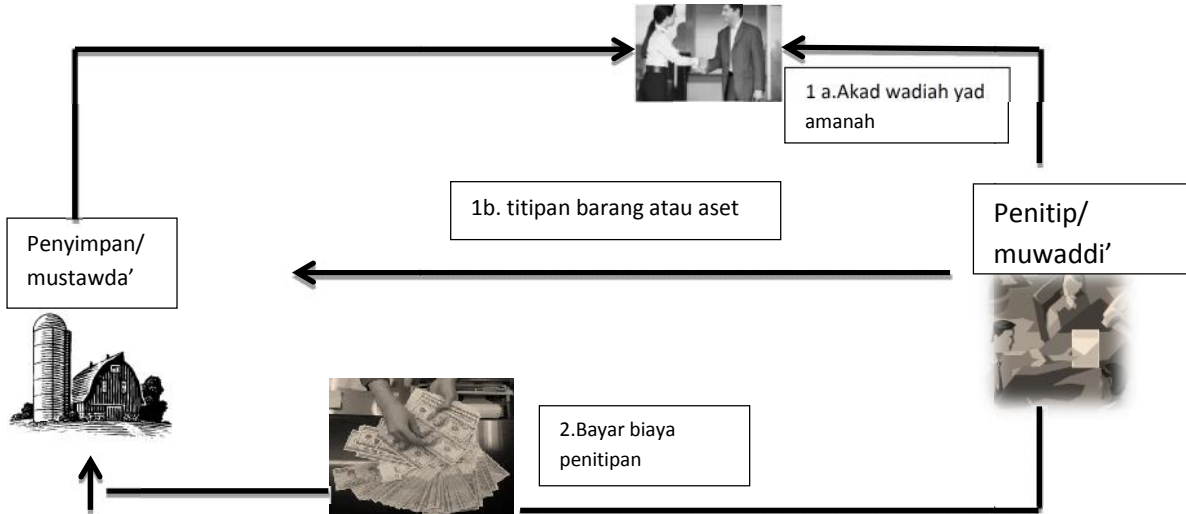 1 a.Akad wadiah yad
amanah
1b. titipan barang atau aset
Penitip/
muwaddi’
Penyimpan/
mustawda’
2.Bayar biaya
penitipan